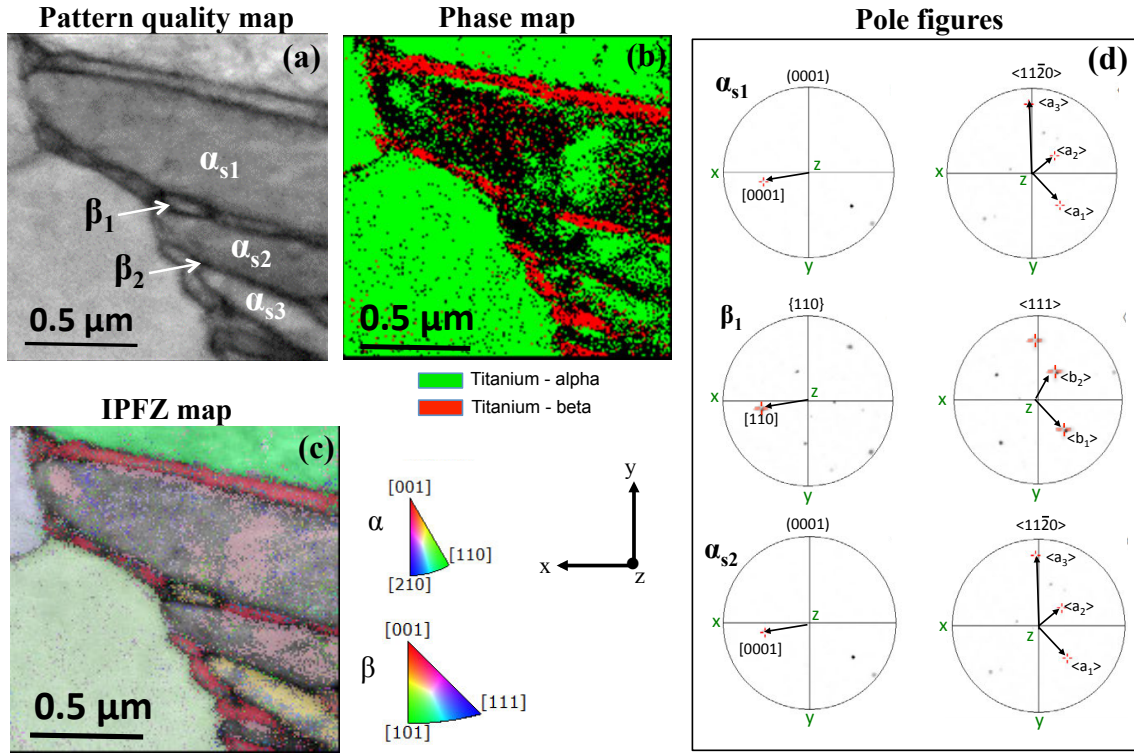 Pattern quality map
Phase map
Pole figures
(a)
αs1
β1
αs2
β2
αs3
0.5 μm
(b)
0.5 μm
Titanium - alpha
Titanium - beta
IPFZ map
(c)
0.5 μm
α
[001]
[110]
[210]
β
[001]
[111]
[101]
y
x
z
(d)
αs1
(0001)
<112̄0>
<a3>
<a2>
<a1>
[0001]
x
z
y
x
z
y
β1
{110}
<111>
<b2>
<b1>
[110]
x
z
y
x
z
y
αs2
(0001)
<112̄0>
<a3>
<a2>
<a1>
[0001]
x
z
y
x
z
y